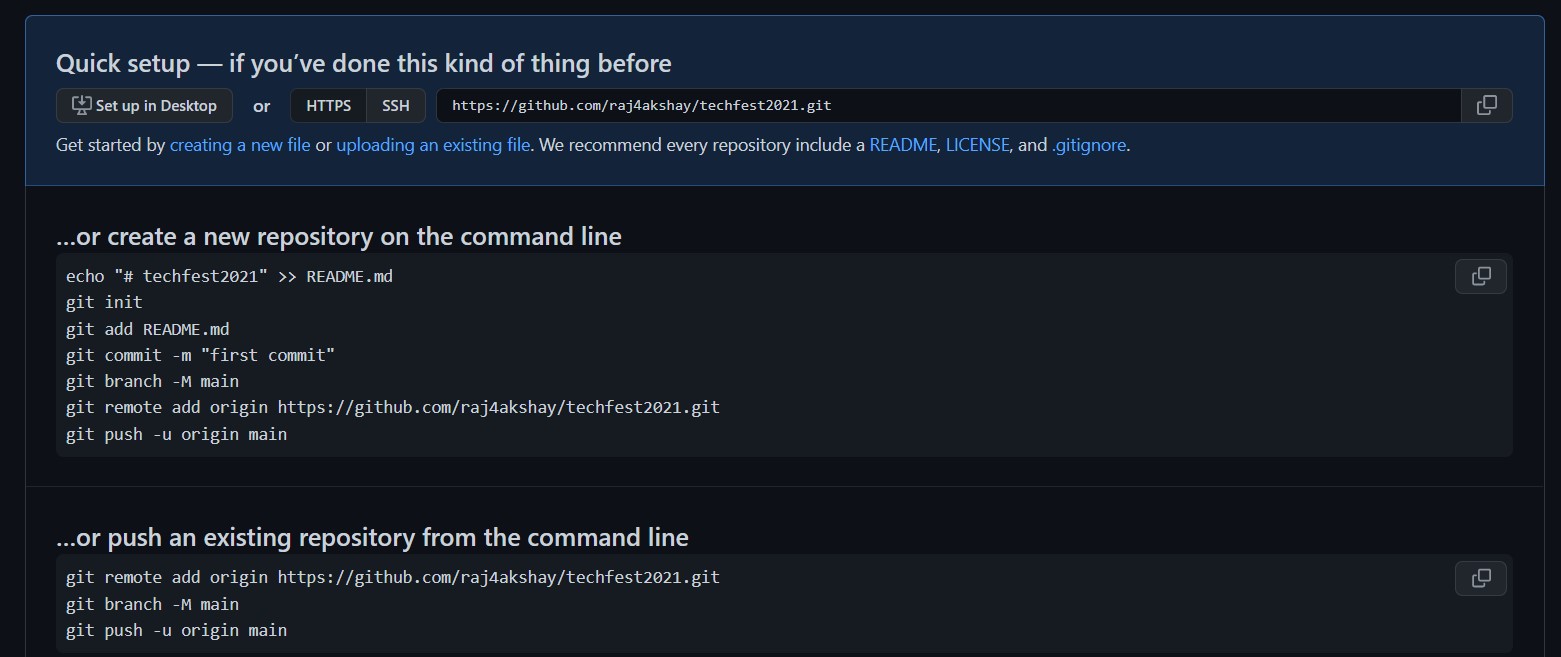 Quick setup — if you’ve done this kind of thing before
Set up in Desktop or HTTPS SSH https://github.com/raj4akshay/techfest2021.git
Get started by creating a new file or uploading an existing file. We recommend every repository include a README, LICENSE, and .gitignore.
…or create a new repository on the command line
echo "# techfest2021" >> README.md
git init
git add README.md
git commit -m "first commit"
git branch -M main
git remote add origin https://github.com/raj4akshay/techfest2021.git
git push -u origin main
…or push an existing repository from the command line
git remote add origin https://github.com/raj4akshay/techfest2021.git
git branch -M main
git push -u origin main